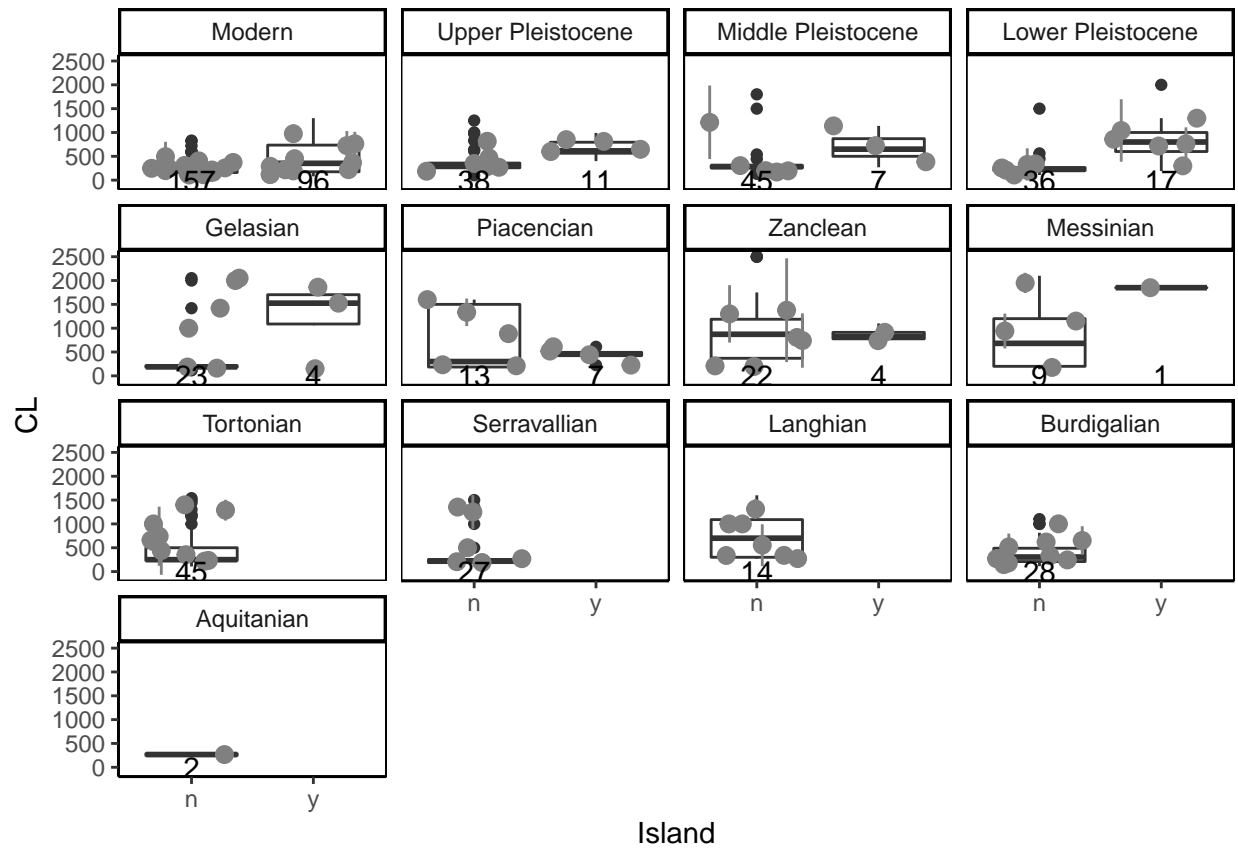 Modern
Upper Pleistocene
Middle Pleistocene
Lower Pleistocene
2500
2000
1500
1000
500
0
157
96
38
11
45
7
36
17
Gelasian
Piacencian
Zanclean
Messinian
2500
2000
1500
1000
500
0
23
4
13
7
22
4
9
1
CL
Tortonian
Serravallian
Langhian
Burdigalian
2500
2000
1500
1000
500
0
45
27
14
28
n
y
n
y
n
y
Aquitanian
2500
2000
1500
1000
500
0
2
n
y
Island